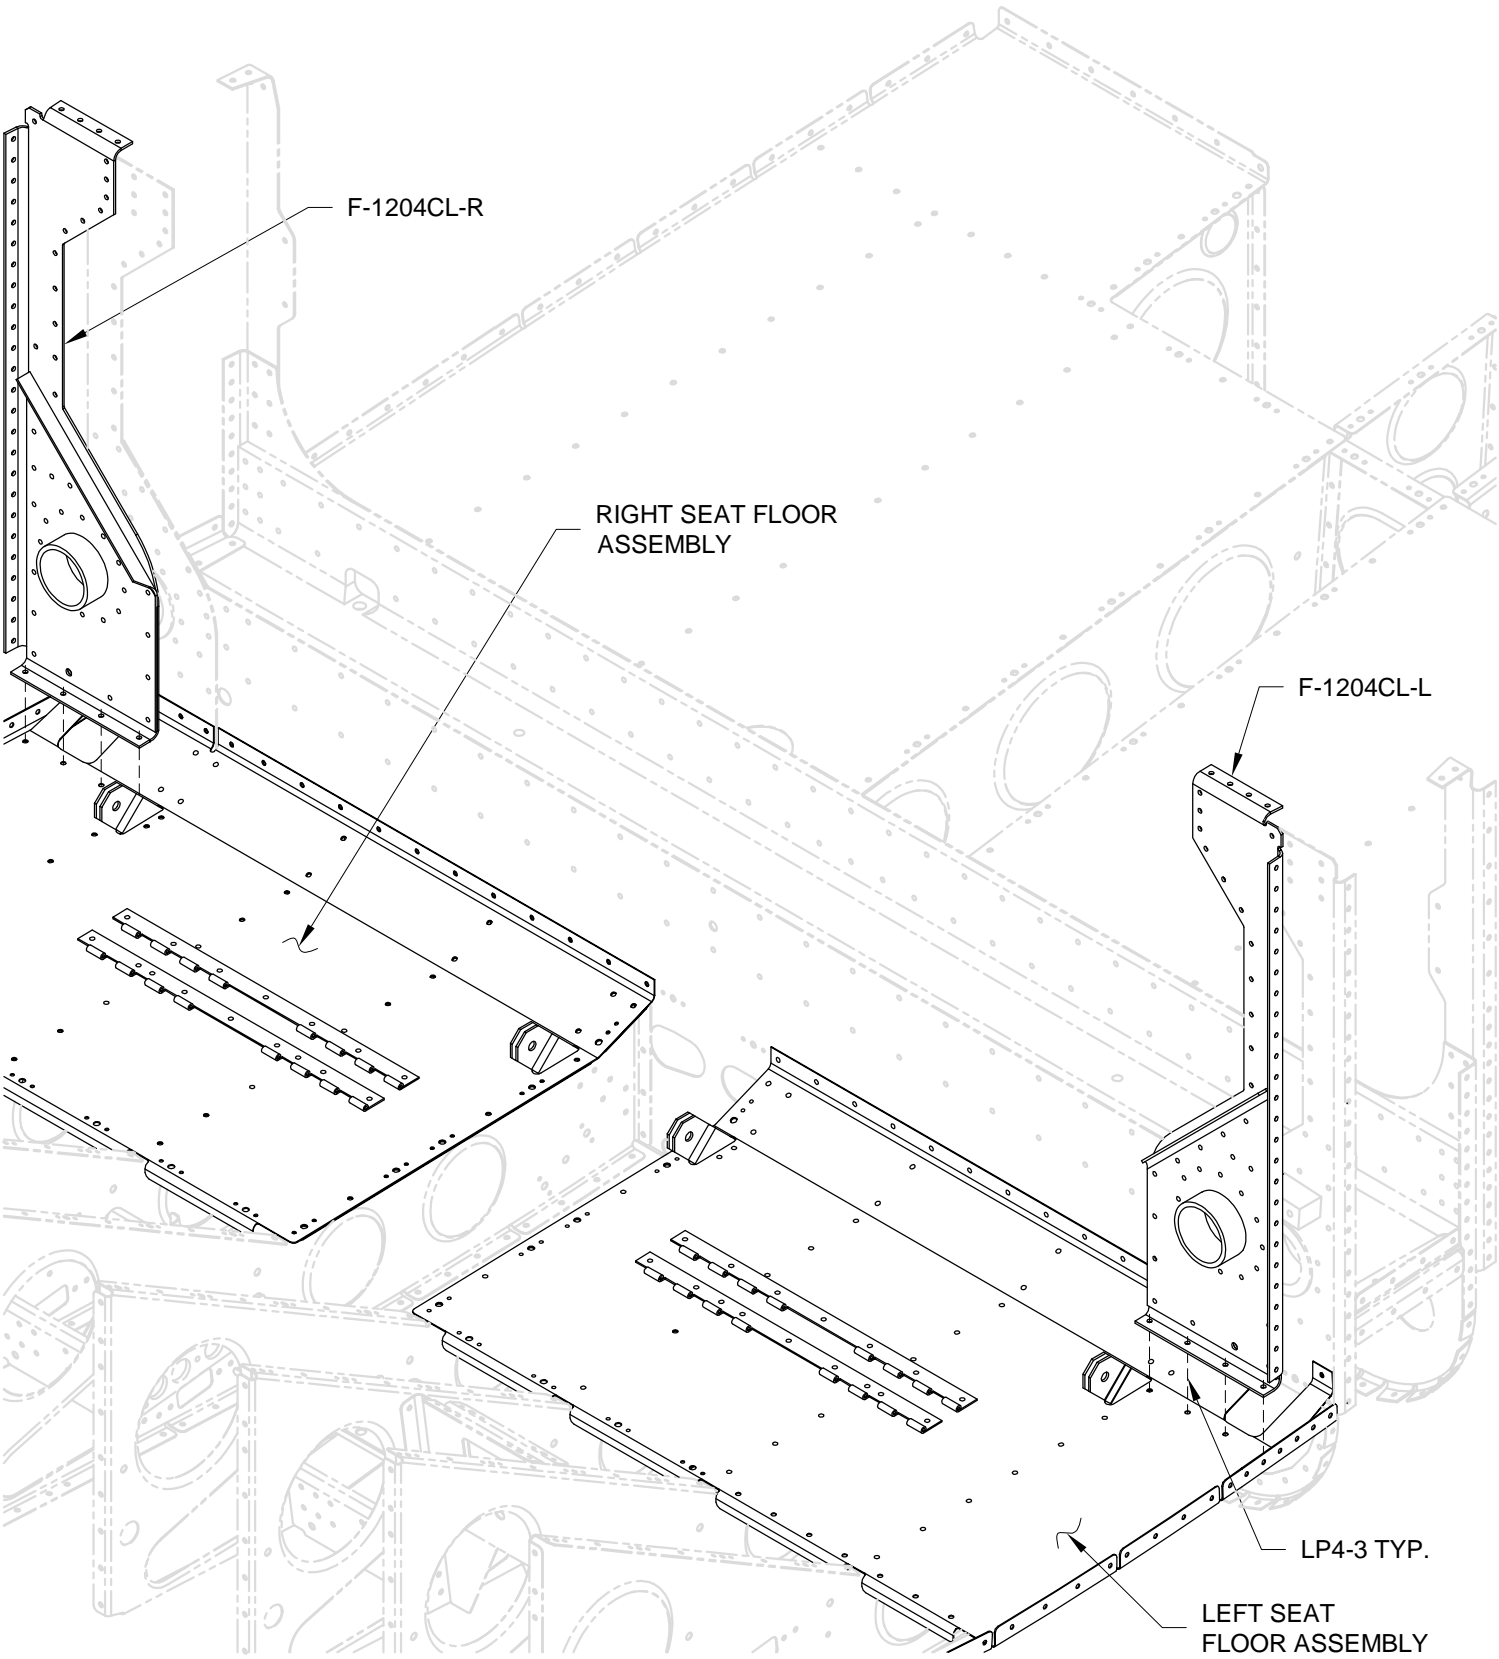 F-1204CL-R
RIGHT SEAT FLOOR
ASSEMBLY
F-1204CL-L
LP4-3 TYP.
LEFT SEAT
FLOOR ASSEMBLY